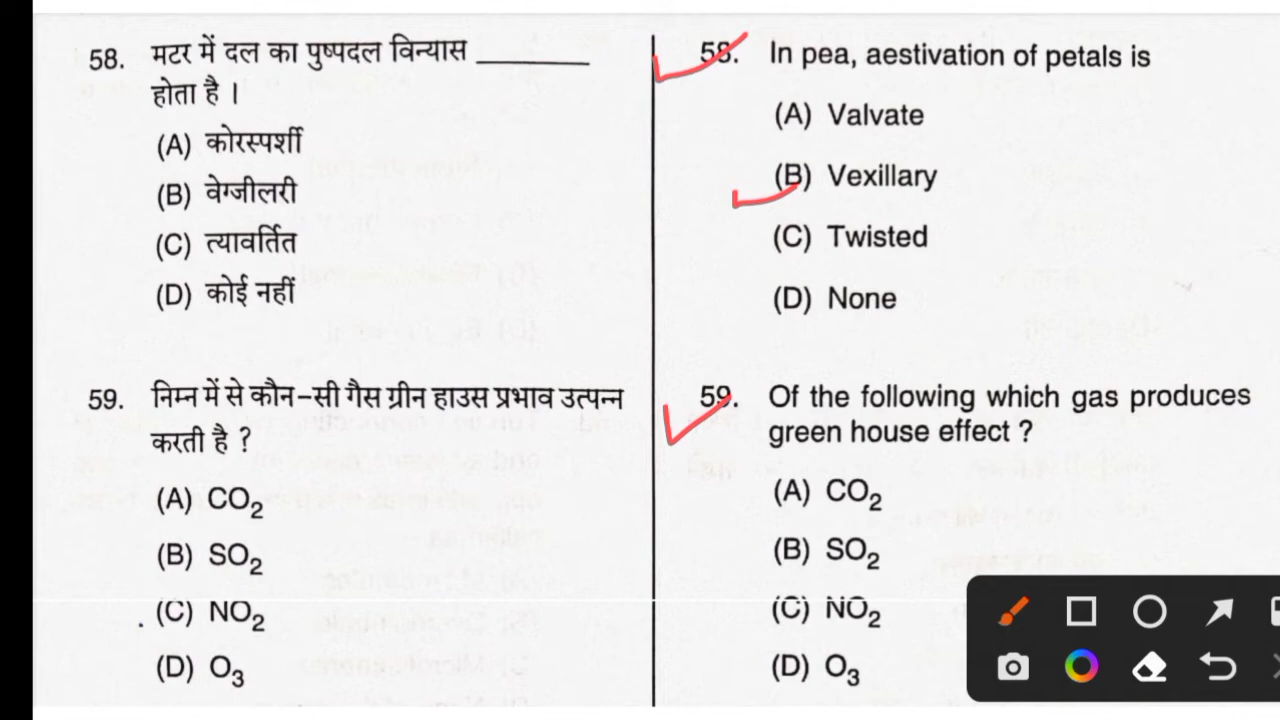 58. मटर में दल का पुष्पदल विन्यास ________
होता है ।
(A) कोरस्पर्शी
(B) वेग्जीलरी
(C) त्यावर्तित
(D) कोई नहीं
59. निम्न में से कौन-सी गैस ग्रीन हाउस प्रभाव उत्पन्न
करती है ?
(A) CO₂
(B) SO₂
(C) NO₂
(D) O₃
58. In pea, aestivation of petals is
(A) Valvate
(B) Vexillary
(C) Twisted
(D) None
59. Of the following which gas produces
green house effect ?
(A) CO₂
(B) SO₂
(C) NO₂
(D) O₃